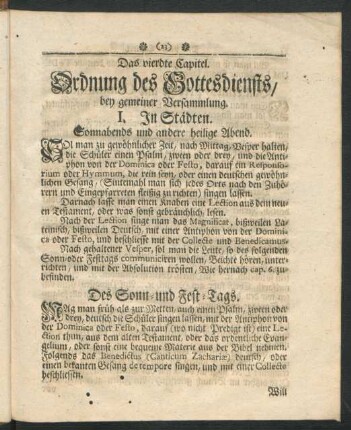 (23)
Das vierdte Capitel.
Ordnung des Gottesdiensts/
bey gemeiner Versammlung.
I. In Städten.
Sonnabends und andere heilige Abend.
SOl man zu gewöhnlicher Zeit, nach Mittag, Vesper halten,
die Schüler einen Psalm, zween oder drey, und die Anti-
phon von der Dominica oder Festo, darauf ein Responso-
rium oder Hymmum, die rein seyn, oder einen deutschen gewöhn-
lichen Gesang, (Sintemahl man sich jedes Orts nach den Zuhö-
rern und Eingepfarreten fleißig zu richten) singen lassen.
Darnach lasse man einen Knaben eine Lection aus dem neu-
en Testament, oder was sonst gebräuchlich, lesen.
Nach der Lection singe man das Magnificat, bißweilen La-
teinisch, bißweilen Deutsch, mit einer Antiphon von der Domini-
ca oder Festo, und beschliesse mit der Collecte und Benedicamus
Nach gehaltener Vesper, sol man die Leute, so des folgenden
Sonn- oder Festtags communiciren wollen, Beichte hören, unter-
richten, und mit der Absolution trösten, Wie hernach cap. 6. zu-
befinden.
Des Sonn- und Fest-Tags.
MAg man früh als zur Metten, auch einen Psalm, zween oder
drey, deutsch die Schüler singen lassen, mit der Antiphon von
der Dominica oder Festo, darauf (wo nicht Predigt ist) eine Le-
ction thun, aus dem alten Testament, oder das ordentliche Evan-
gelium, oder sonst eine bequeme Materie aus der Bibel nehmen.
Folgends das Benedictus (Canticum Zachariæ) deutsch, oder
einen bekanten Gesang de tempore singen, und mit einer Collecta
beschliessen.
Will